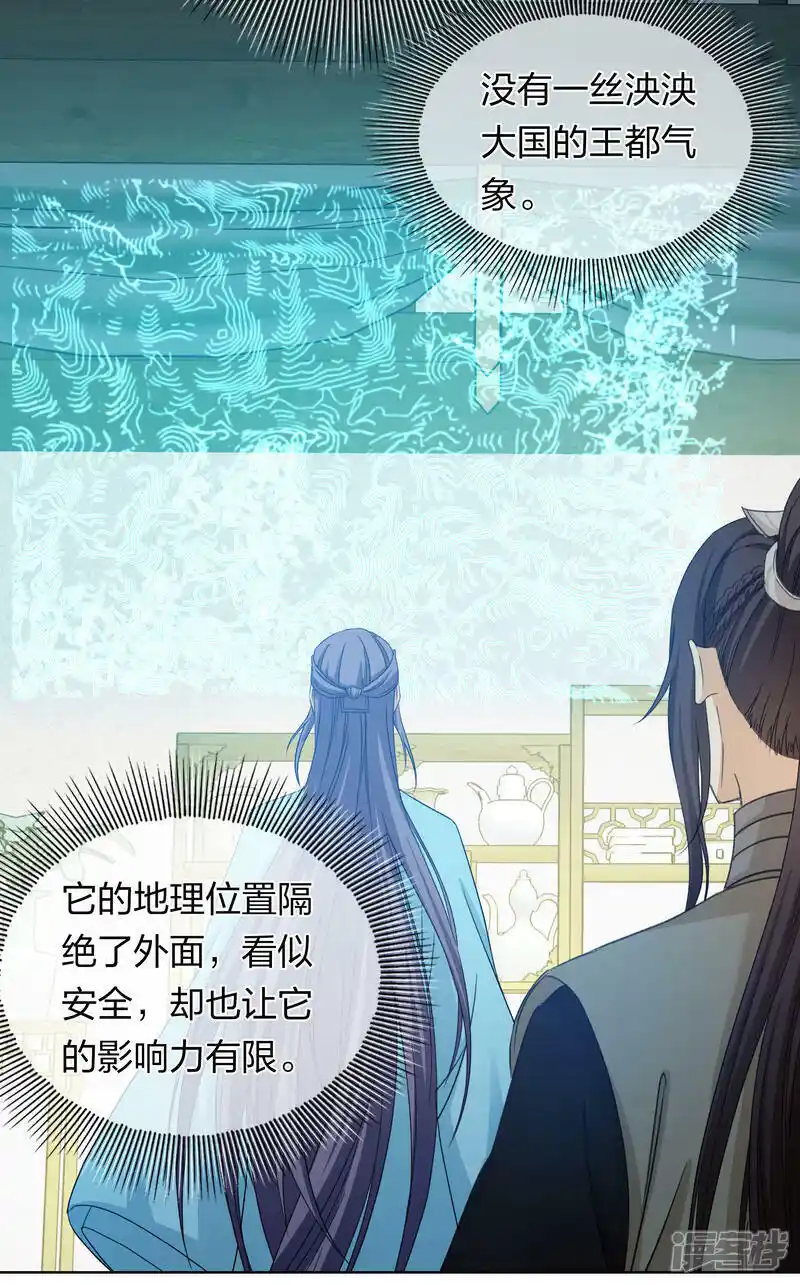 没有一丝泱泱
大国的王都气
象。
它的地理位置隔
绝了外面，看似
安全，却也让它
的影响力有限。
漫客栈